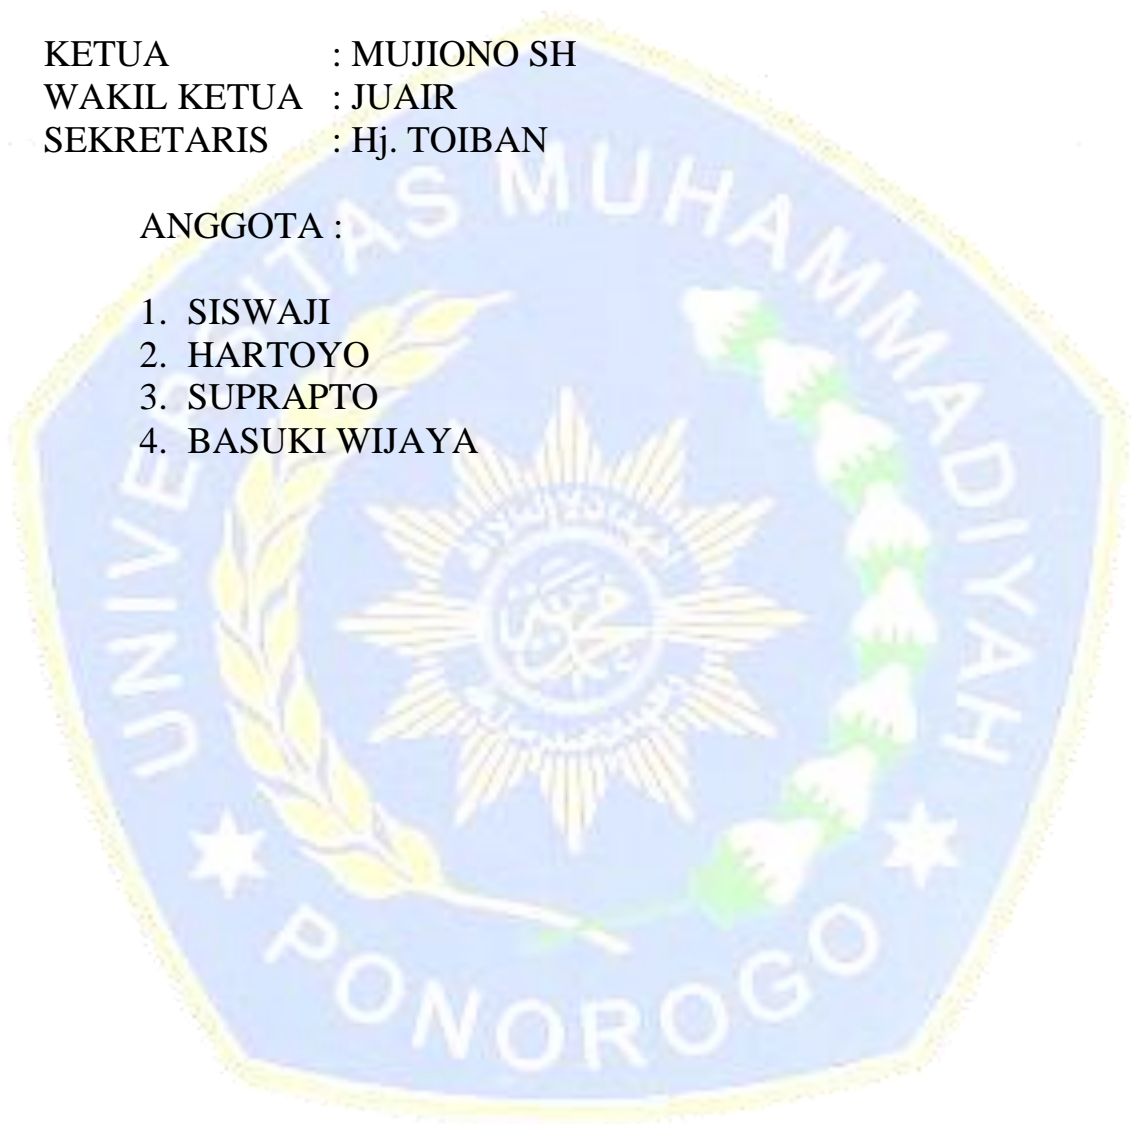 KETUA : MUJIONO SH
WAKIL KETUA : JUAIR
SEKRETARIS : Hj. TOIBAN
ANGGOTA :
1. SISWAJI
2. HARTOYO
3. SUPRAPTO
4. BASUKI WIJAYA
UNIVERSITAS MUHAMMADIYAH
PONOROGO